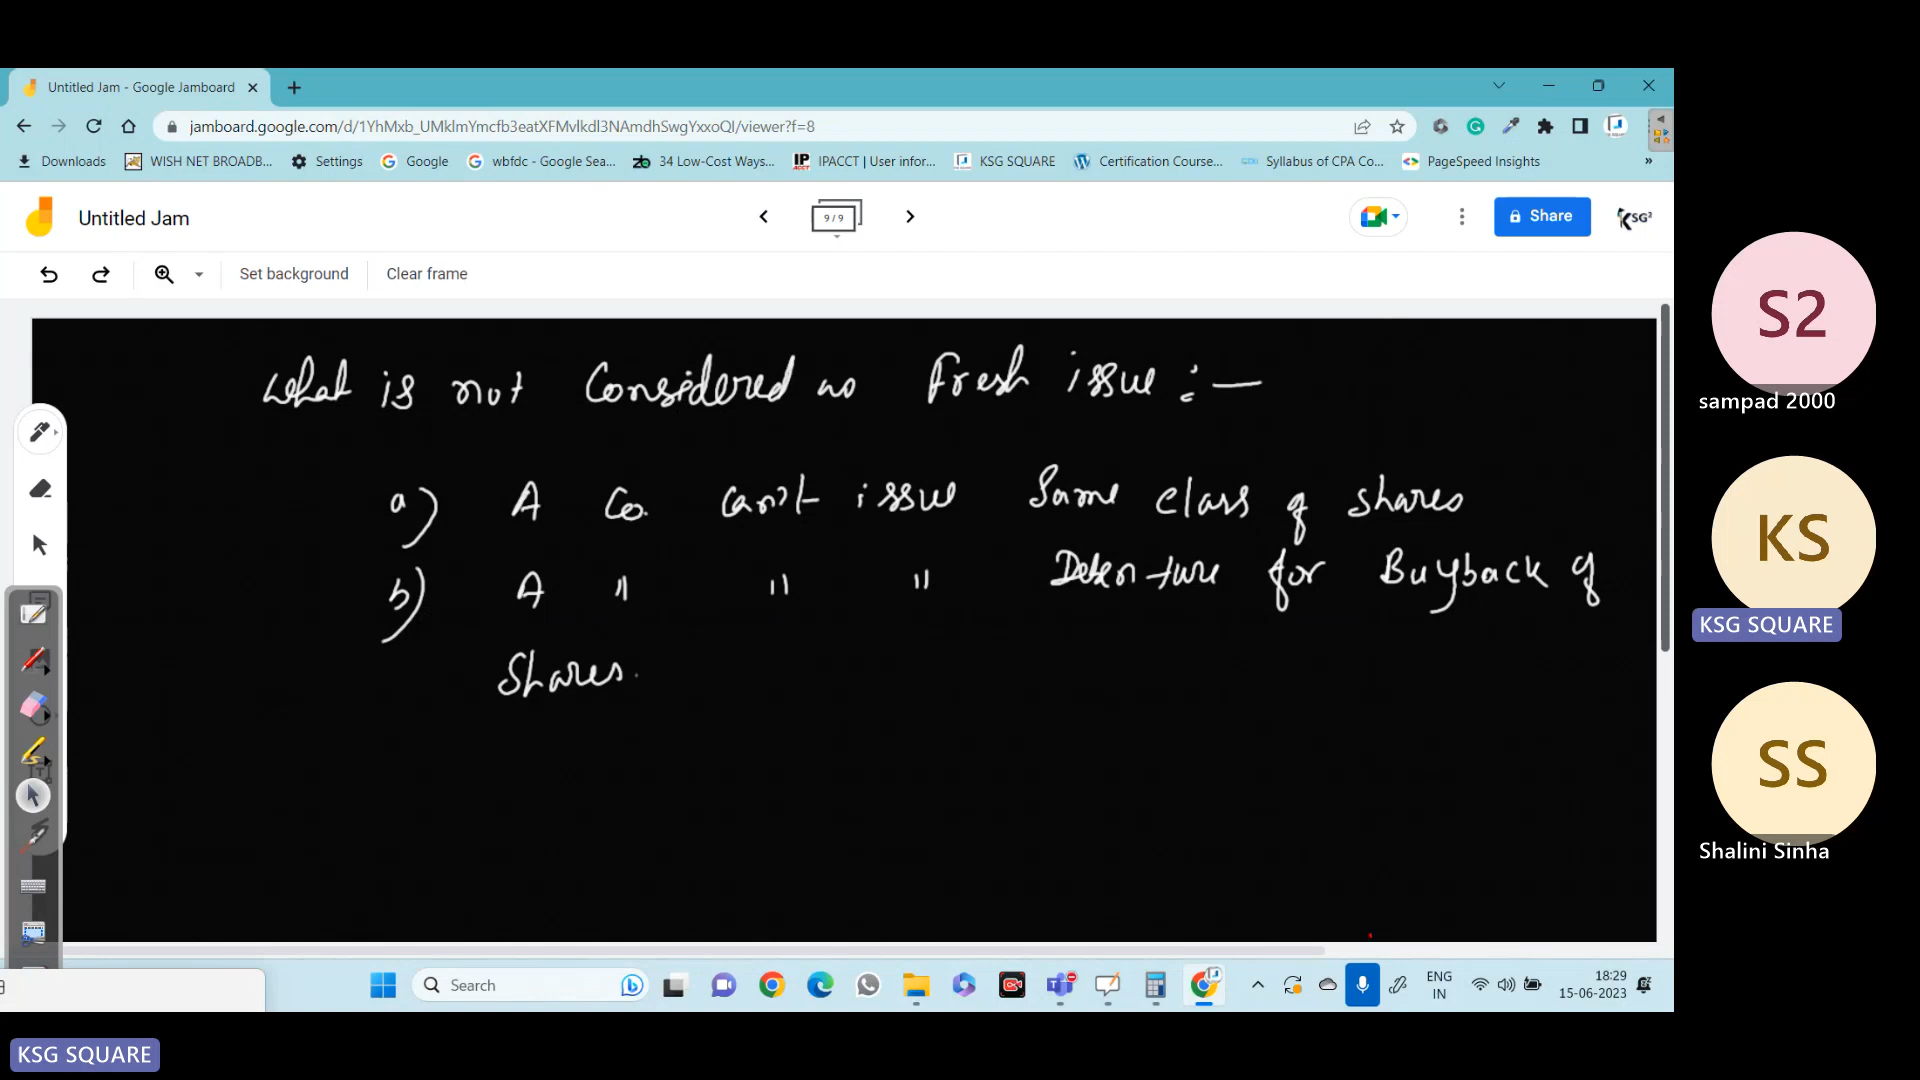 Untitled Jam - Google Jamboard
jamboard.google.com/d/1YhMxb_UMklmYmcfb3eatXFMvlkdl3NAmdhSwgYxxoQI/viewer?f=8
Downloads WISH NET BROADB... Settings Google wbfdc - Google Sea... 34 Low-Cost Ways... IPACCT | User infor... KSG SQUARE Certification Course... Syllabus of CPA Co... PageSpeed Insights »
Untitled Jam 9 / 9 Share KSG²
Set background Clear frame
What is not Considered as Fresh issue :—
a) A Co. can't issue Same class of shares
b) A " " " Debenture for Buyback of
Shares.
S2
sampad 2000
KS
KSG SQUARE
SS
Shalini Sinha
Search
ENG
IN
18:29
15-06-2023
KSG SQUARE